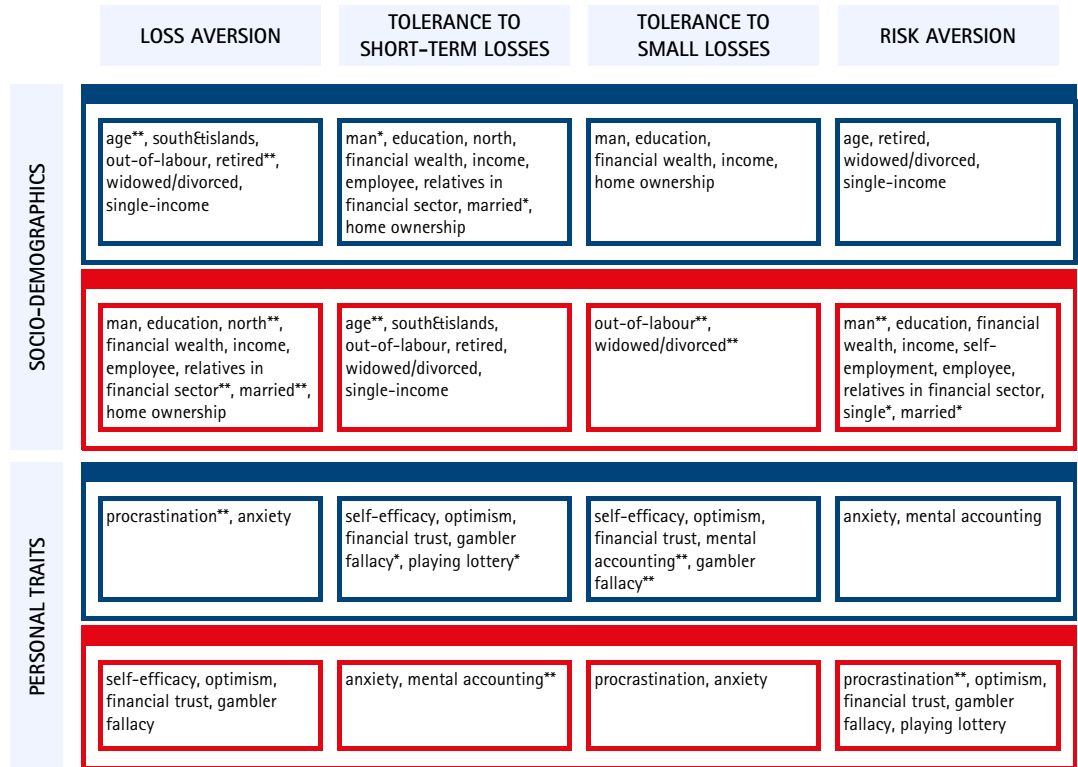 LOSS AVERSION
TOLERANCE TO
SHORT-TERM LOSSES
TOLERANCE TO
SMALL LOSSES
RISK AVERSION
SOCIO-DEMOGRAPHICS
age**, south&islands,
out-of-labour, retired**,
widowed/divorced,
single-income
man*, education, north,
financial wealth, income,
employee, relatives in
financial sector, married*,
home ownership
man, education,
financial wealth, income,
home ownership
age, retired,
widowed/divorced,
single-income
man, education, north**,
financial wealth, income,
employee, relatives in
financial sector**, married**,
home ownership
age**, south&islands,
out-of-labour, retired,
widowed/divorced,
single-income
out-of-labour**,
widowed/divorced**
man**, education, financial
wealth, income, self-
employment, employee,
relatives in financial sector,
single*, married*
PERSONAL TRAITS
procrastination**, anxiety
self-efficacy, optimism,
financial trust, gambler
fallacy*, playing lottery*
self-efficacy, optimism,
financial trust, mental
accounting**, gambler
fallacy**
anxiety, mental accounting
self-efficacy, optimism,
financial trust, gambler
fallacy
anxiety, mental accounting**
procrastination, anxiety
procrastination**, optimism,
financial trust, gambler
fallacy, playing lottery